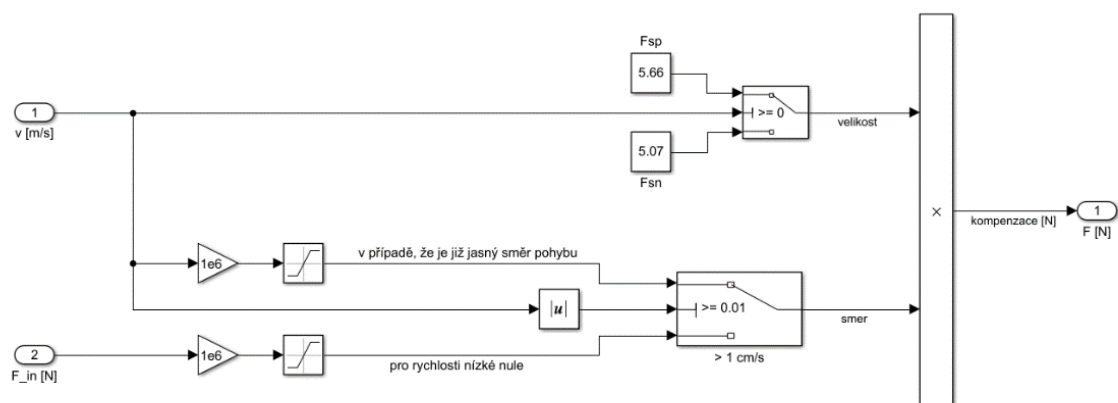 Fsp
5.66
1
v [m/s]
>= 0
velikost
5.07
Fsn
×
kompenzace [N]
1
F [N]
1e6
v případě, že je již jasný směr pohybu
|u|
>= 0.01
smer
2
F_in [N]
1e6
pro rychlosti nízké nule
> 1 cm/s